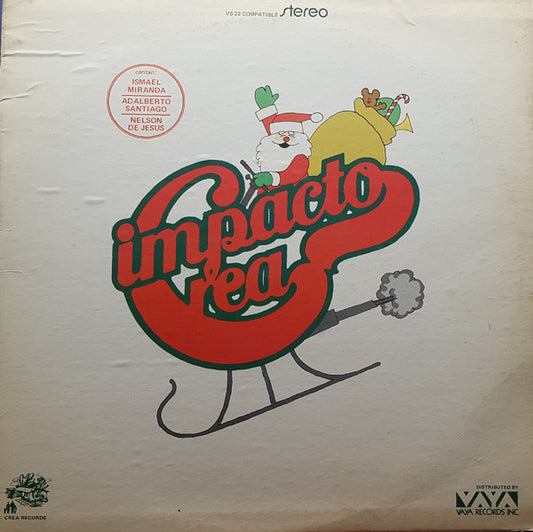 VS 22 COMPATIBLE stereo
cantan:
ISMAEL
MIRANDA
ADALBERTO
SANTIAGO
NELSON
DE JESUS
impacto
Crea
CREA RECORDS
DISTRIBUTED BY
VAYA
VAYA RECORDS INC.